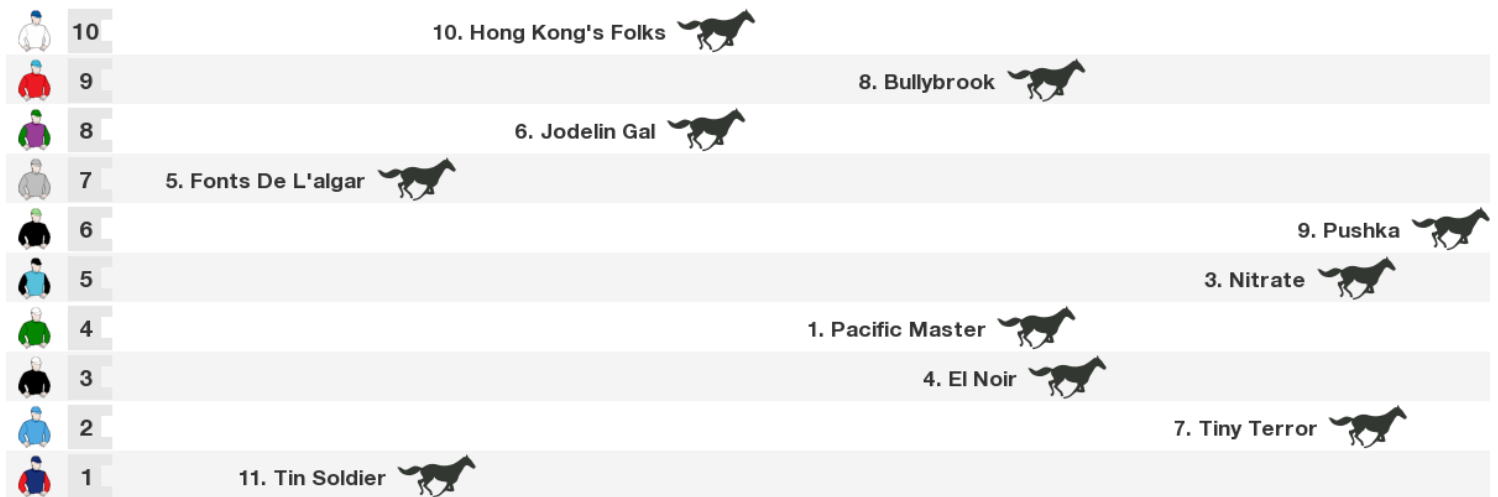 10 10. Hong Kong's Folks
9 8. Bullybrook
8 6. Jodelin Gal
7 5. Fonts De L'algar
6 9. Pushka
5 3. Nitrate
4 1. Pacific Master
3 4. El Noir
2 7. Tiny Terror
1 11. Tin Soldier